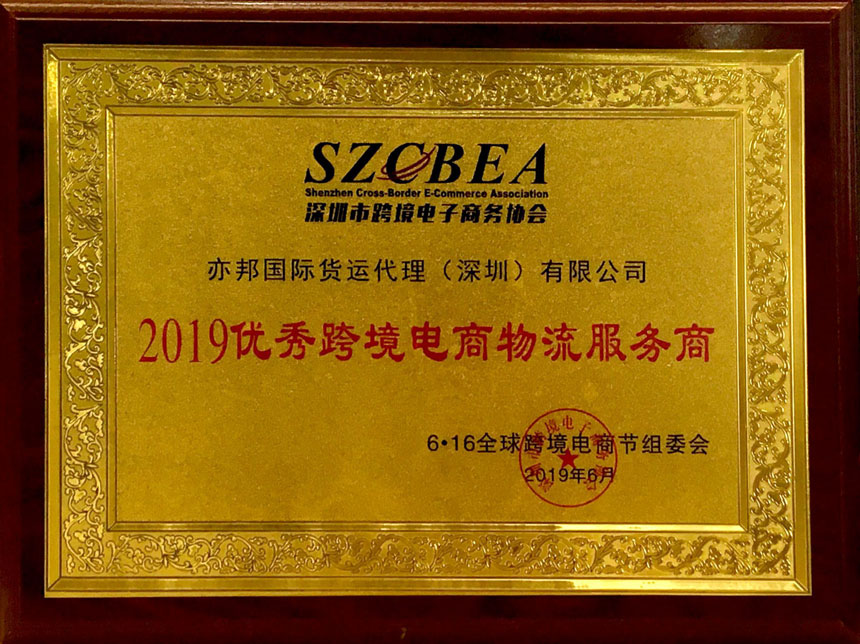 SZCBEA
Shenzhen Cross-Border E-Commerce Association
深圳市跨境电子商务协会
亦邦国际货运代理（深圳）有限公司
2019优秀跨境电商物流服务商
6·16全球跨境电商节组委会
2019年6月